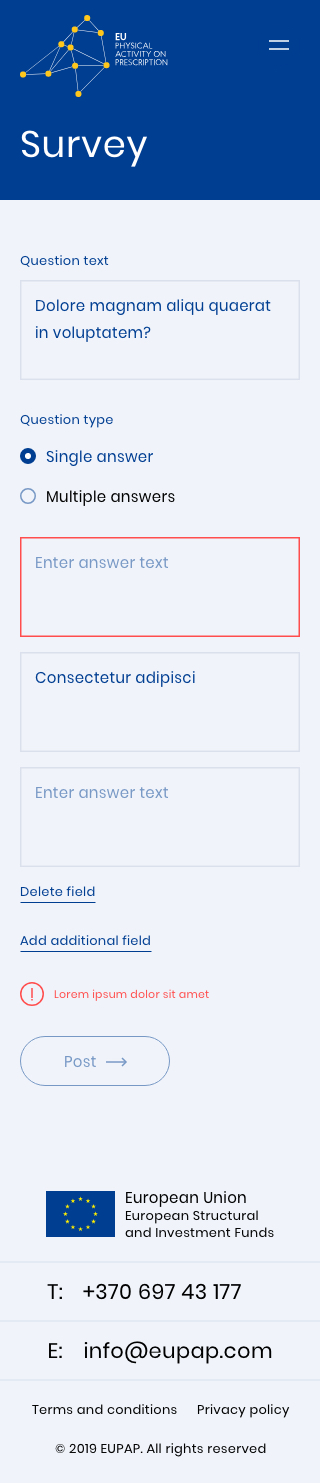 EU
PHYSICAL
ACTIVITY ON
PRESCRIPTION
Survey
Question text
Dolore magnam aliqu quaerat
in voluptatem?
Question type
Single answer
Multiple answers
Enter answer text
Consectetur adipisci
Enter answer text
Delete field
Add additional field
Lorem ipsum dolor sit amet
Post
European Union
European Structural
and Investment Funds
T: +370 697 43 177
E: info@eupap.com
Terms and conditions Privacy policy
© 2019 EUPAP. All rights reserved